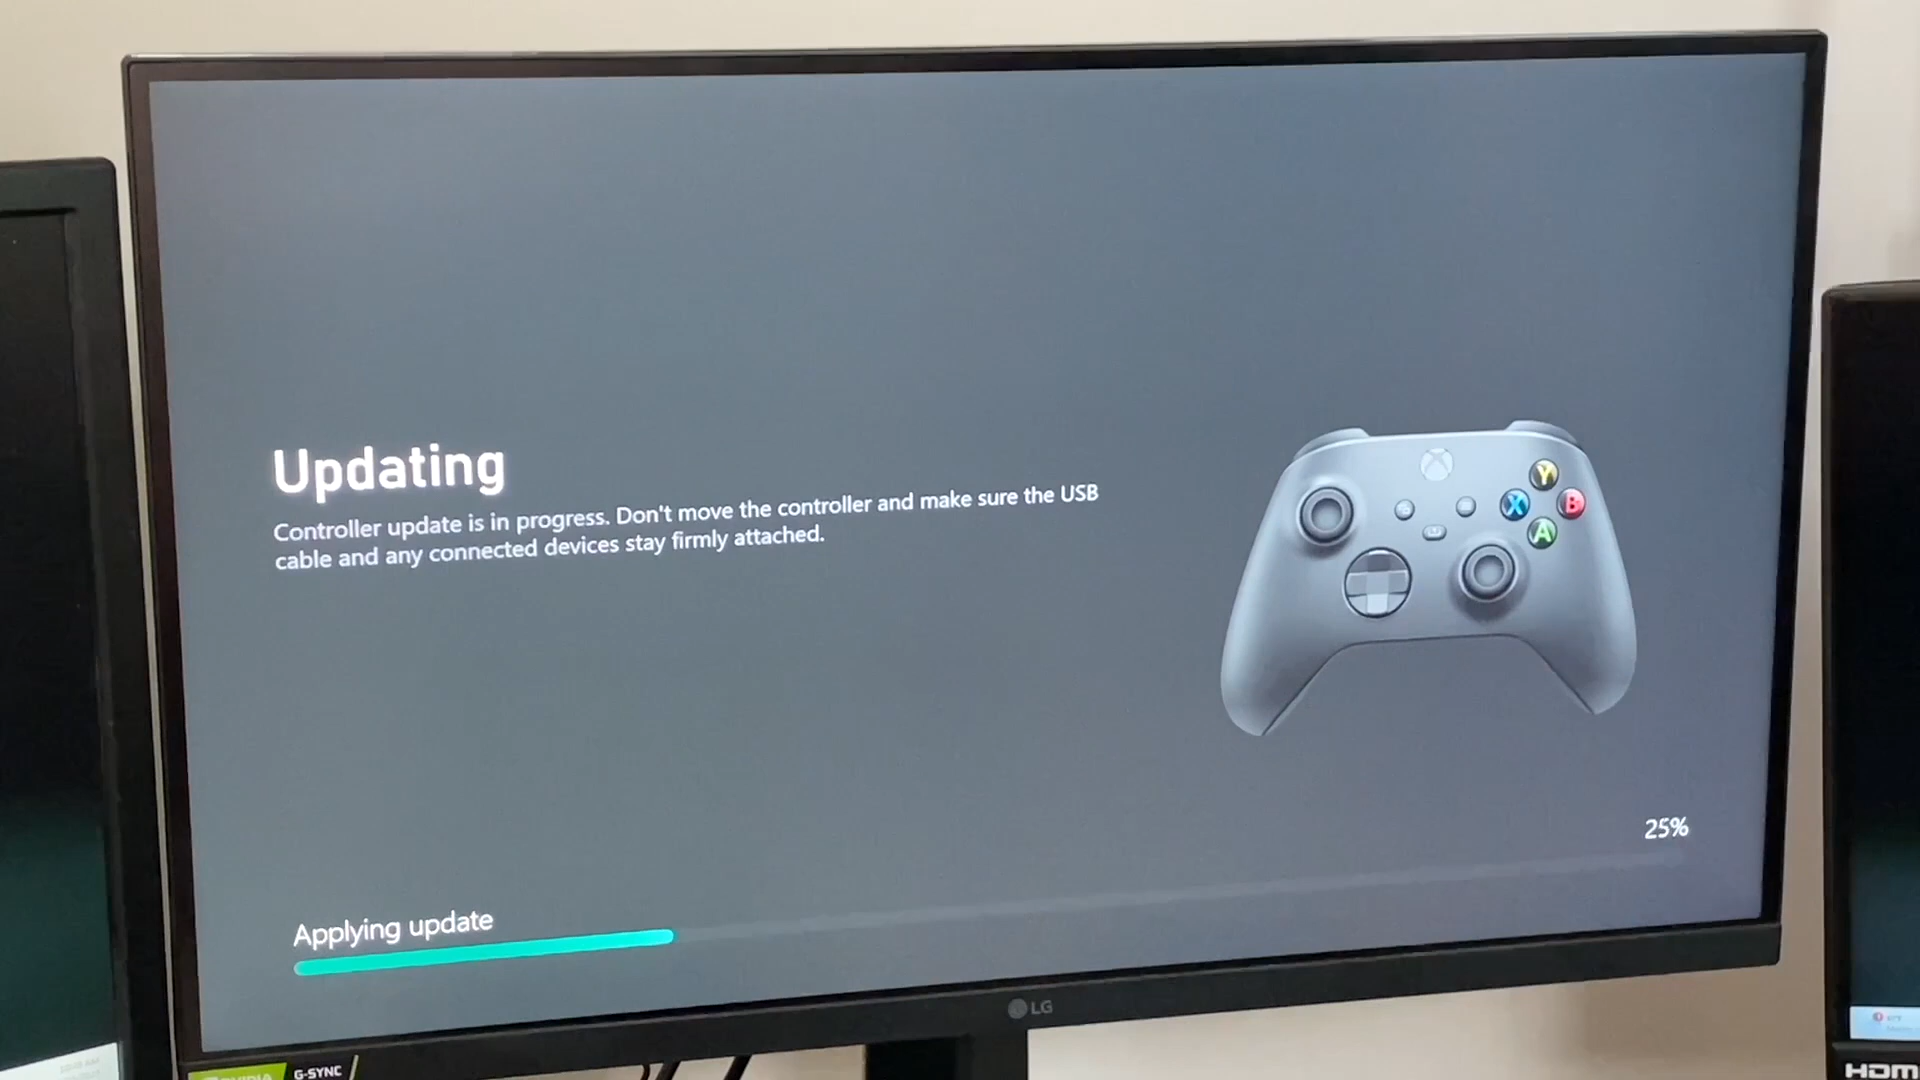 Updating
Controller update is in progress. Don't move the controller and make sure the USB
cable and any connected devices stay firmly attached.
Y
X
B
A
25%
Applying update
LG
G-SYNC
HDMI